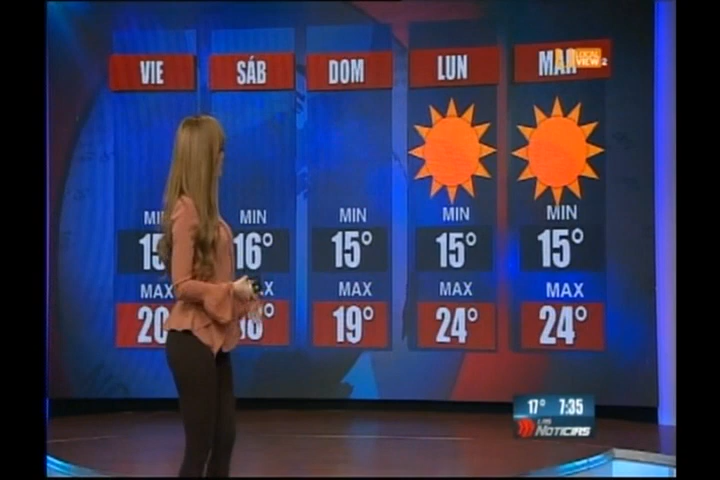 VIE SÁB DOM LUN MAR
LOCAL
VIEW 2
MIN MIN MIN MIN
16° 15° 15° 15°
MAX MAX MAX
19° 24° 24°
17° 7:35
LAS
NOTICIAS